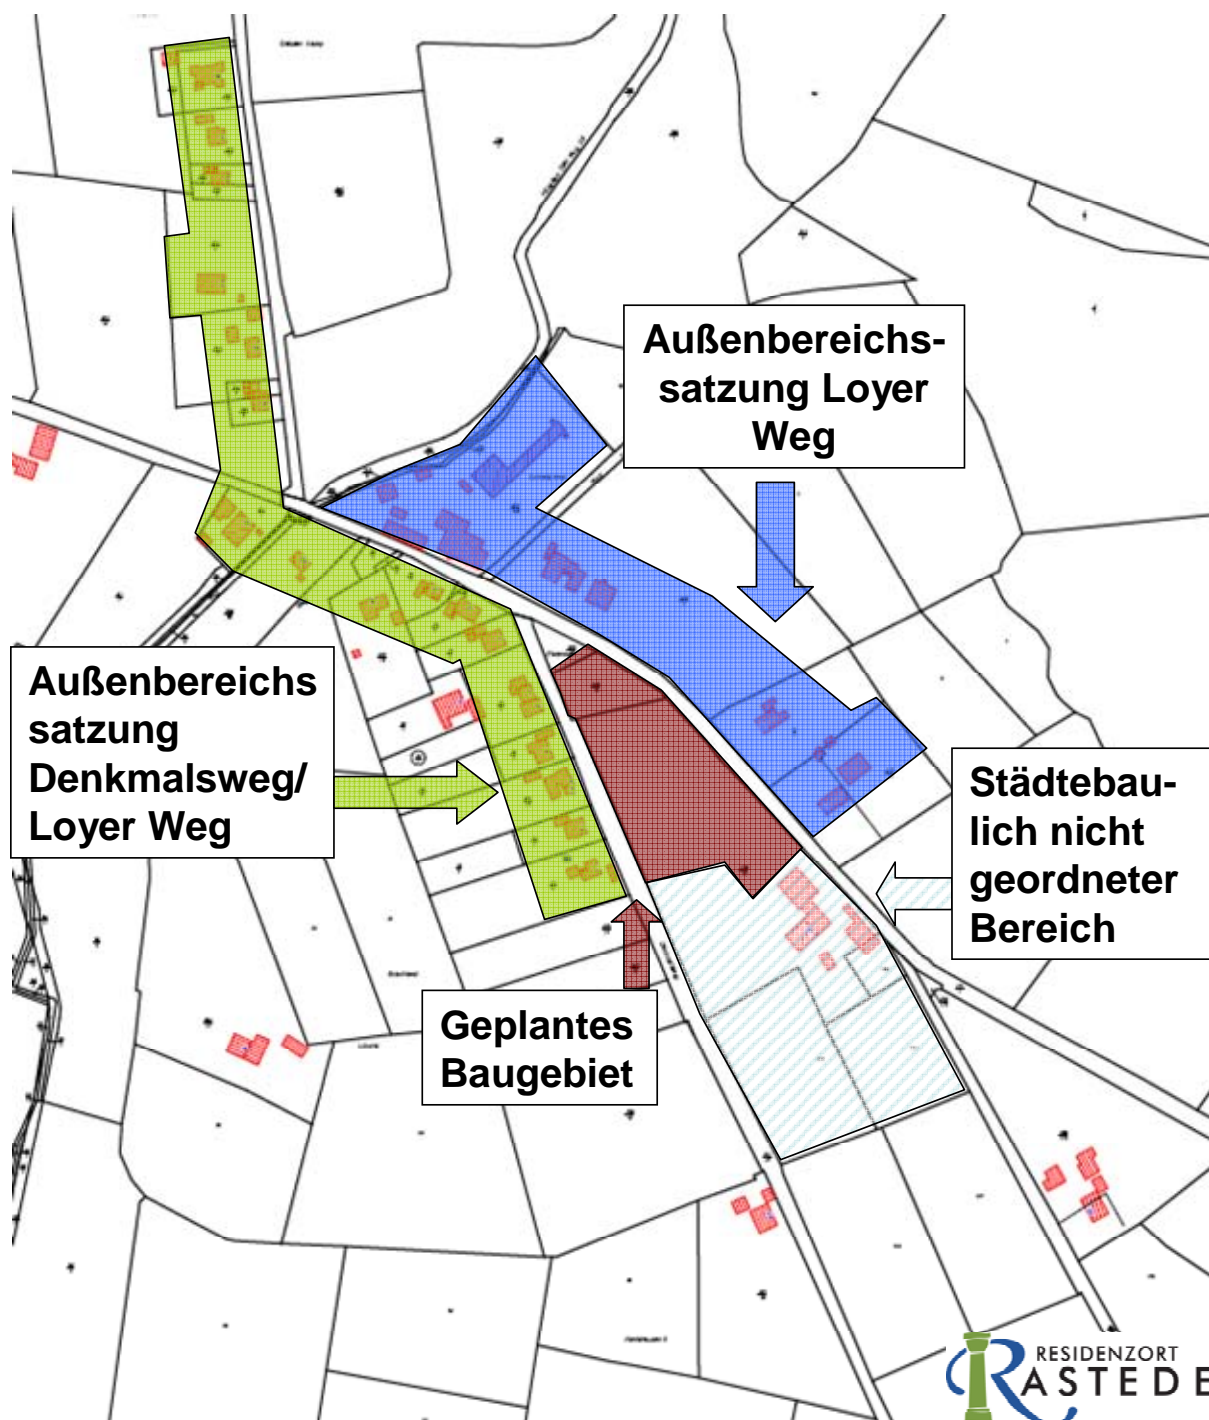 Außenbereichs-
satzung Loyer
Weg
Außenbereichs
satzung
Denkmalsweg/
Loyer Weg
Städtebau-
lich nicht
geordneter
Bereich
Geplantes
Baugebiet
RESIDENZORT
RASTEDE